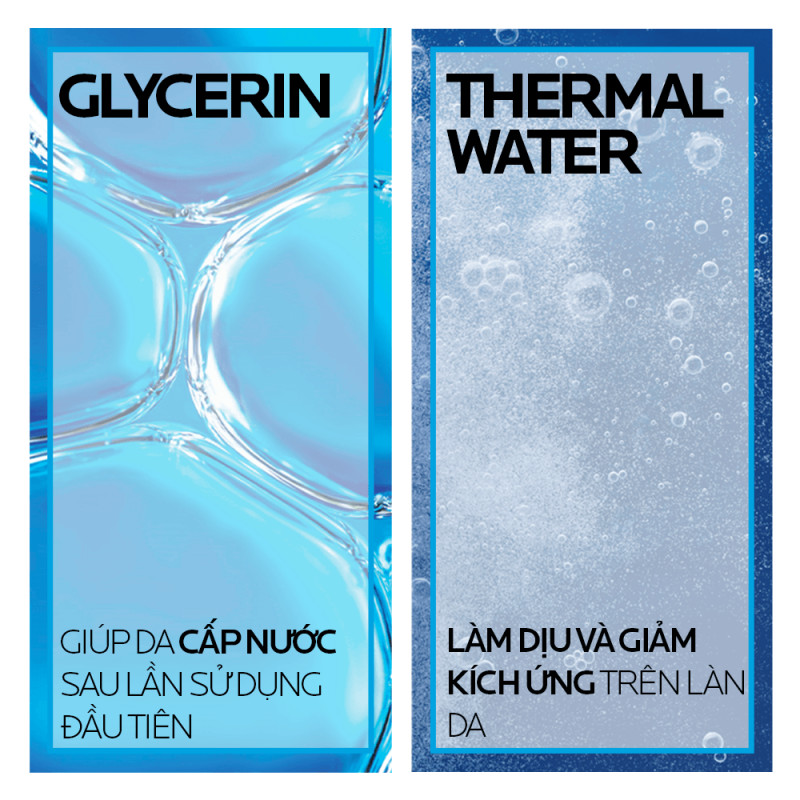 GLYCERIN
GIÚP DA CẤP NƯỚC
SAU LẦN SỬ DỤNG
ĐẦU TIÊN
THERMAL
WATER
LÀM DỊU VÀ GIẢM
KÍCH ỨNG TRÊN LÀN
DA